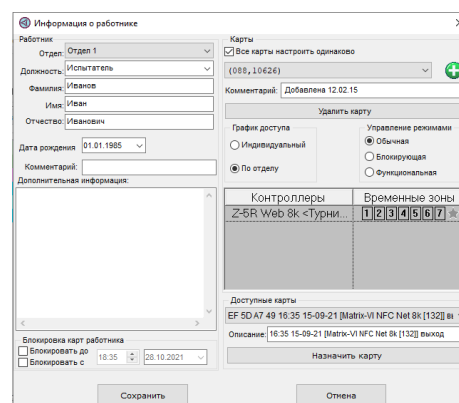 Информация о работнике
Работник
Отдел: Отдел 1
Должность: Испытатель
Фамилия: Иванов
Имя: Иван
Отчество: Иванович
Дата рождения 01.01.1985
Комментарий:
Дополнительная информация:
Блокировка карт работника
Блокировать до
Блокировать с
18:35 28.10.2021
Сохранить
Карты
Все карты настроить одинаково
(088,10626)
Комментарий: Добавлена 12.02.15
Удалить карту
График доступа
Индивидуальный
По отделу
Управление режимами
Обычная
Блокирующая
Функциональная
Контроллеры Временные зоны
Z-5R Web 8k <Турни... 1 2 3 4 5 6 7
Доступные карты
EF 5D A7 49 16:35 15-09-21 [Matrix-VI NFC Net 8k [132]]
Описание: 16:35 15-09-21 [Matrix-VI NFC Net 8k [132]] выход
Назначить карту
Отмена